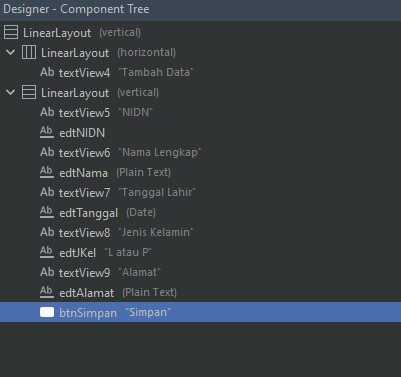 Designer - Component Tree
LinearLayout (vertical)
LinearLayout (horizontal)
Ab textView4 "Tambah Data"
LinearLayout (vertical)
Ab textView5 "NIDN"
Ab edtNIDN
Ab textView6 "Nama Lengkap"
Ab edtNama (Plain Text)
Ab textView7 "Tanggal Lahir"
Ab edtTanggal (Date)
Ab textView8 "Jenis Kelamin"
Ab edtJKel "L atau P"
Ab textView9 "Alamat"
Ab edtAlamat (Plain Text)
btnSimpan "Simpan"